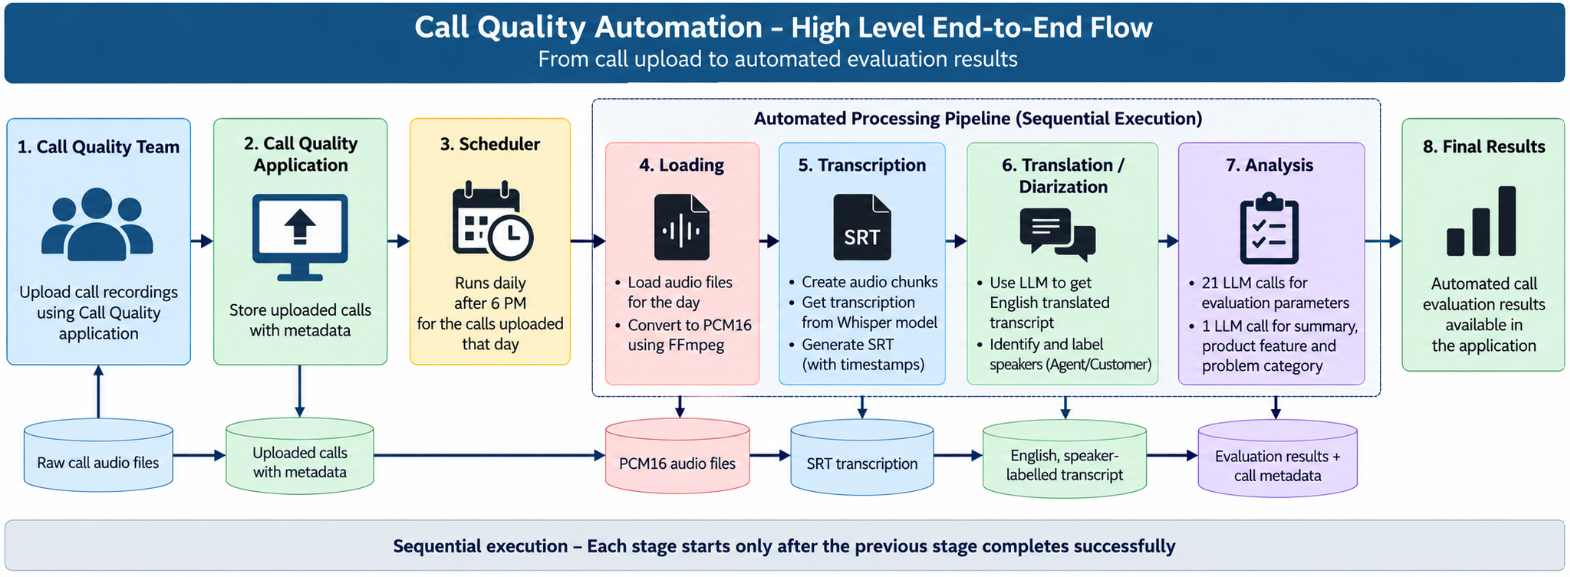 Call Quality Automation – High Level End-to-End Flow
From call upload to automated evaluation results
1. Call Quality Team
Upload call recordings
using Call Quality
application
2. Call Quality
Application
Store uploaded calls
with metadata
3. Scheduler
Runs daily
after 6 PM
for the calls uploaded
that day
Automated Processing Pipeline (Sequential Execution)
4. Loading
• Load audio files
for the day
• Convert to PCM16
using FFmpeg
5. Transcription
SRT
• Create audio chunks
• Get transcription
from Whisper model
• Generate SRT
(with timestamps)
6. Translation /
Diarization
• Use LLM to get
English translated
transcript
• Identify and label
speakers (Agent/Customer)
7. Analysis
• 21 LLM calls for
evaluation parameters
• 1 LLM call for summary,
product feature and
problem category
8. Final Results
Automated call
evaluation results
available in
the application
Raw call audio files
Uploaded calls
with metadata
PCM16 audio files
SRT transcription
English, speaker-
labelled transcript
Evaluation results +
call metadata
Sequential execution – Each stage starts only after the previous stage completes successfully